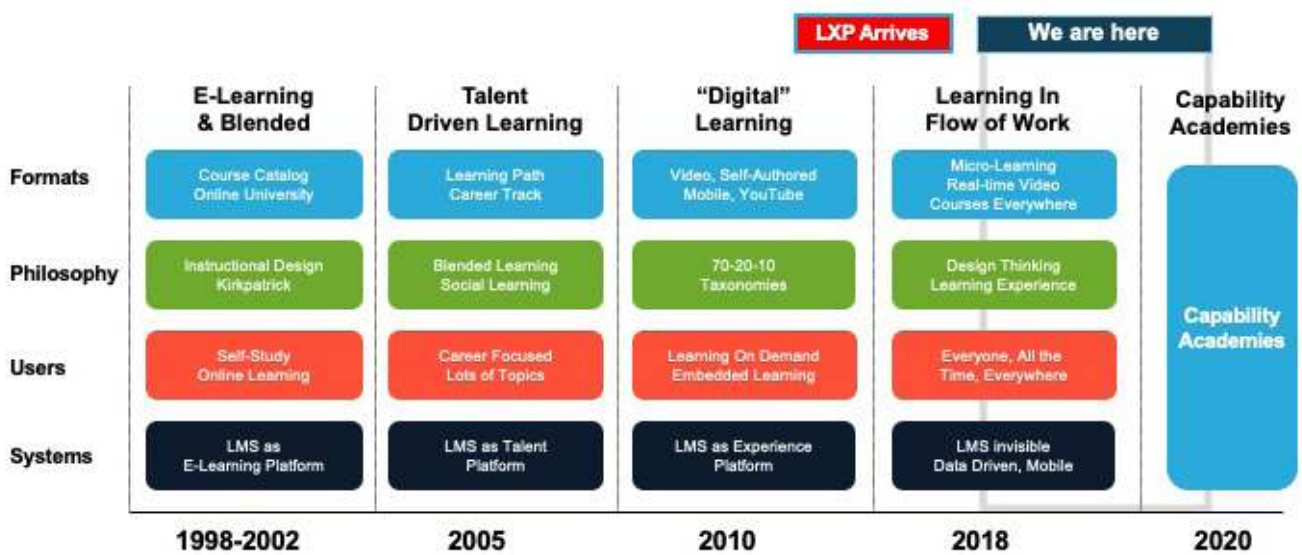 LXP Arrives
We are here
E-Learning
& Blended
Talent
Driven Learning
“Digital”
Learning
Learning In
Flow of Work
Capability
Academies
Formats
Course Catalog
Online University
Learning Path
Career Track
Video, Self-Authored
Mobile, YouTube
Micro-Learning
Real-time Video
Courses Everywhere
Philosophy
Instructional Design
Kirkpatrick
Blended Learning
Social Learning
70-20-10
Taxonomies
Design Thinking
Learning Experience
Capability
Academies
Users
Self-Study
Online Learning
Career Focused
Lots of Topics
Learning On Demand
Embedded Learning
Everyone, All the
Time, Everywhere
Systems
LMS as
E-Learning Platform
LMS as Talent
Platform
LMS as Experience
Platform
LMS invisible
Data Driven, Mobile
1998-2002
2005
2010
2018
2020